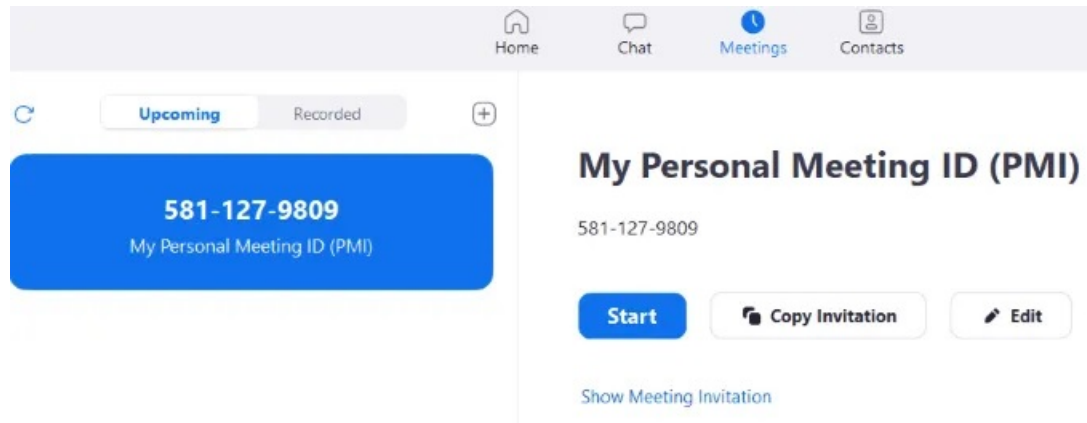 Home Chat Meetings Contacts
Upcoming Recorded
581-127-9809
My Personal Meeting ID (PMI)
My Personal Meeting ID (PMI)
581-127-9809
Start Copy Invitation Edit
Show Meeting Invitation